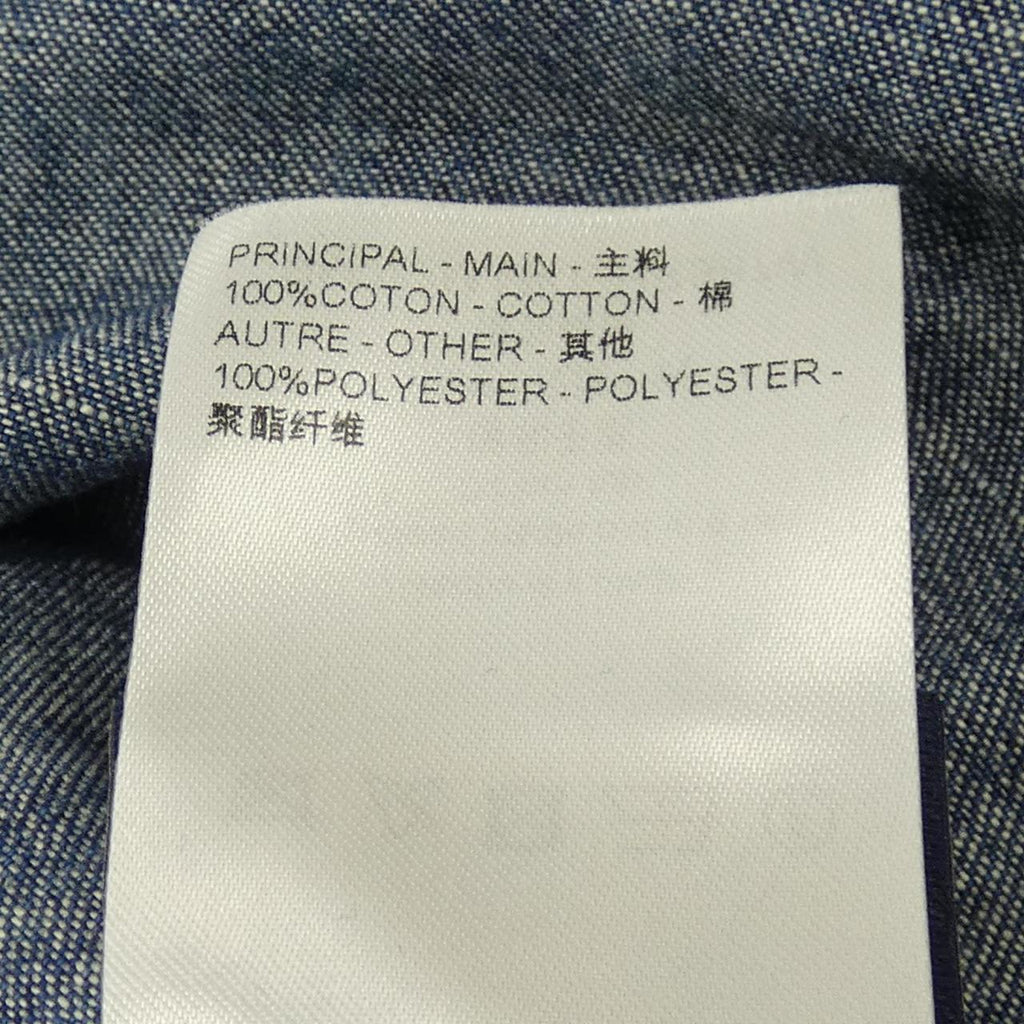 PRINCIPAL - MAIN - 主料
100%COTON - COTTON - 棉
AUTRE - OTHER - 其他
100%POLYESTER - POLYESTER -
聚酯纤维